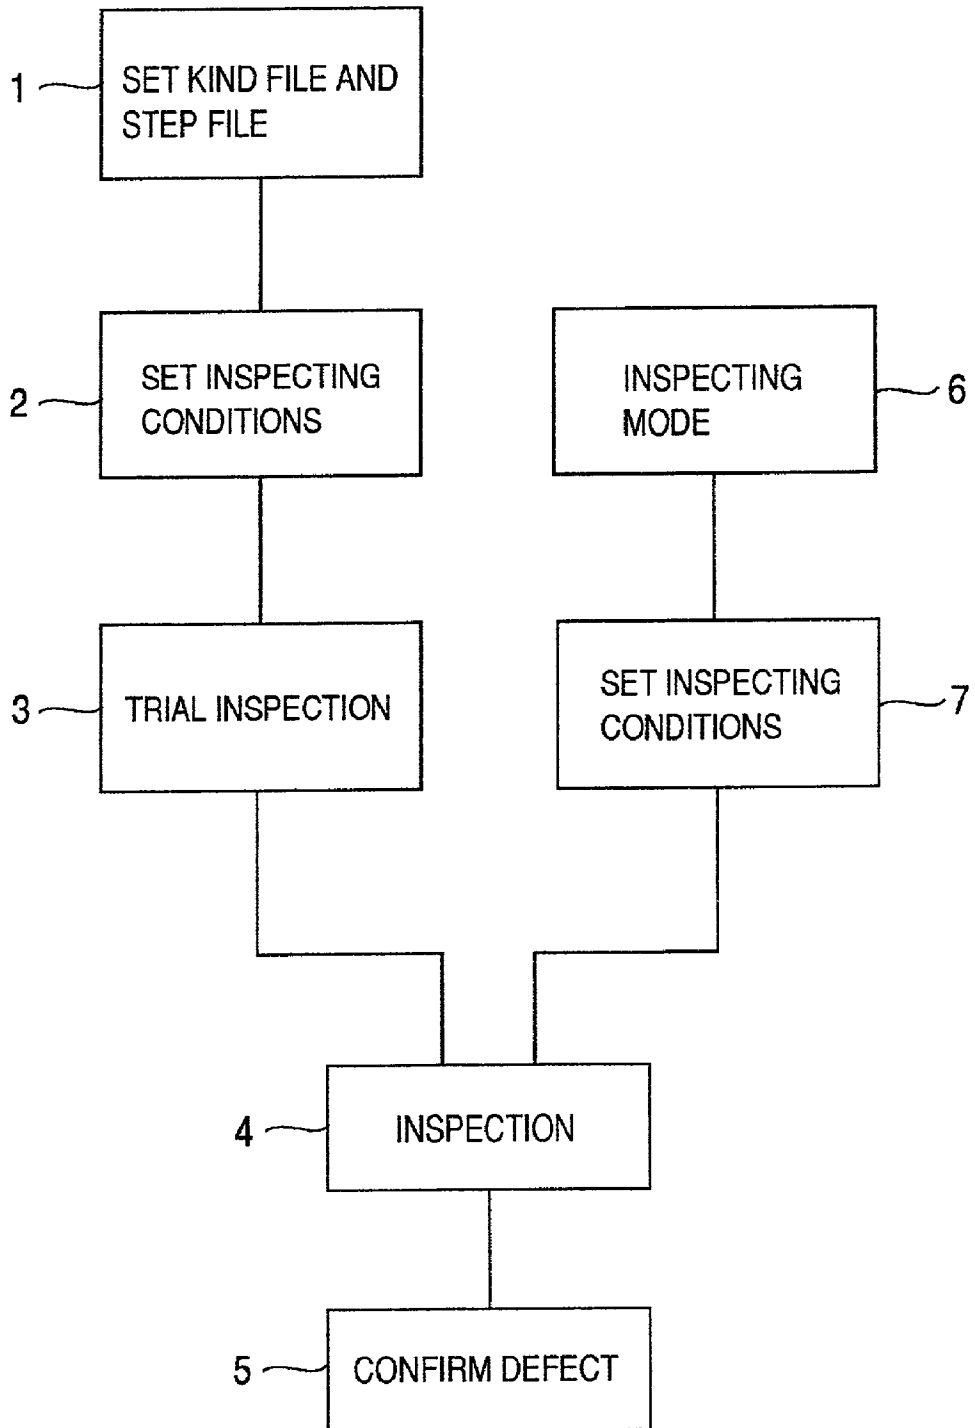 1
SET KIND FILE AND
STEP FILE
2
SET INSPECTING
CONDITIONS
INSPECTING
MODE
6
3
TRIAL INSPECTION
SET INSPECTING
CONDITIONS
7
4
INSPECTION
5
CONFIRM DEFECT